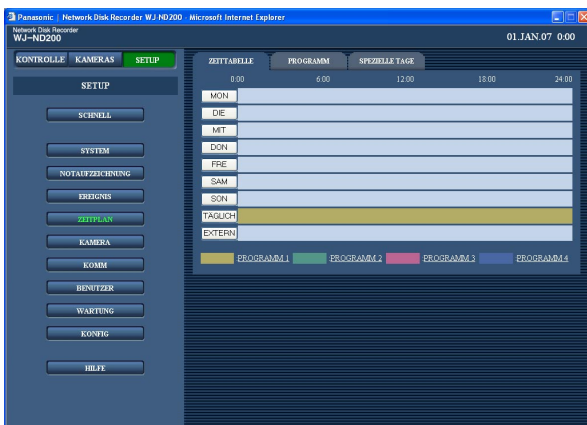 Panasonic | Network Disk Recorder WJ-ND200 - Microsoft Internet Explorer
Network Disk Recorder
WJ-ND200
01.JAN.07 0:00
KONTROLLE KAMERAS SETUP
SETUP
SCHNELL
SYSTEM
NOTAUFZEICHNUNG
EREIGNIS
ZEITPLAN
KAMERA
KOMM
BENUTZER
WARTUNG
KONFIG
HILFE
ZEITTABELLE PROGRAMM SPEZIELLE TAGE
0:00 6:00 12:00 18:00 24:00
MON
DIE
MIT
DON
FRE
SAM
SON
TÄGLICH
EXTERN
PROGRAMM 1 PROGRAMM 2 PROGRAMM 3 PROGRAMM 4